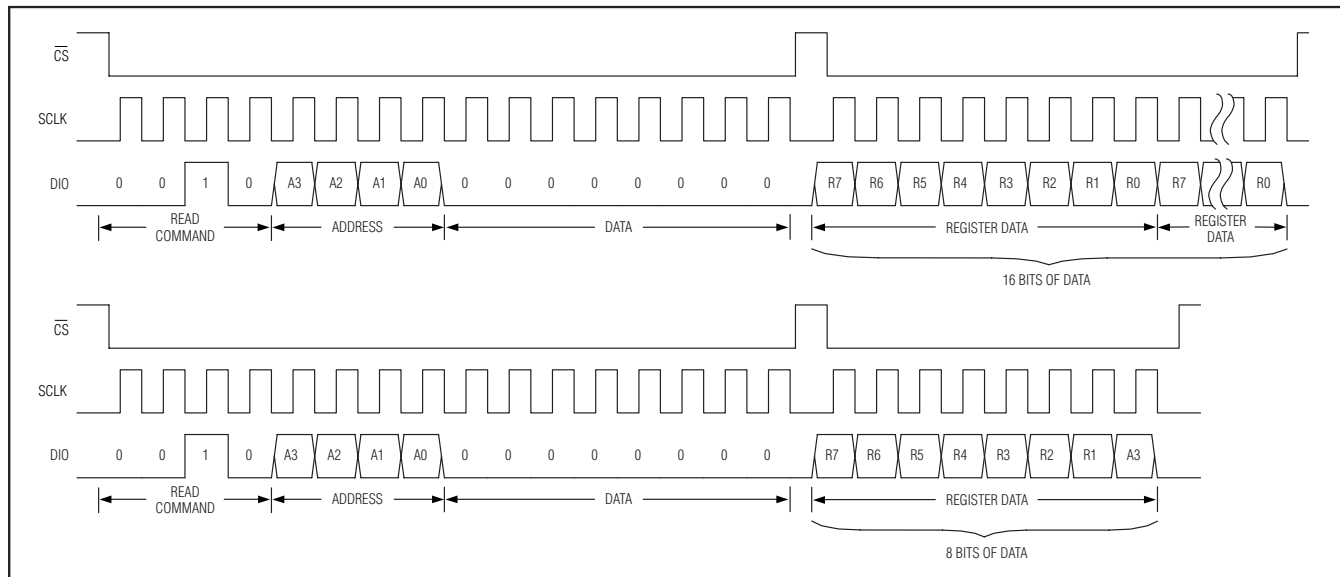 CS
SCLK
DIO 0 0 1 0 A3 A2 A1 A0 0 0 0 0 0 0 0 0 R7 R6 R5 R4 R3 R2 R1 R0 R7 R0
READ COMMAND ADDRESS DATA REGISTER DATA REGISTER DATA
16 BITS OF DATA
CS
SCLK
DIO 0 0 1 0 A3 A2 A1 A0 0 0 0 0 0 0 0 0 R7 R6 R5 R4 R3 R2 R1 A3
READ COMMAND ADDRESS DATA REGISTER DATA
8 BITS OF DATA